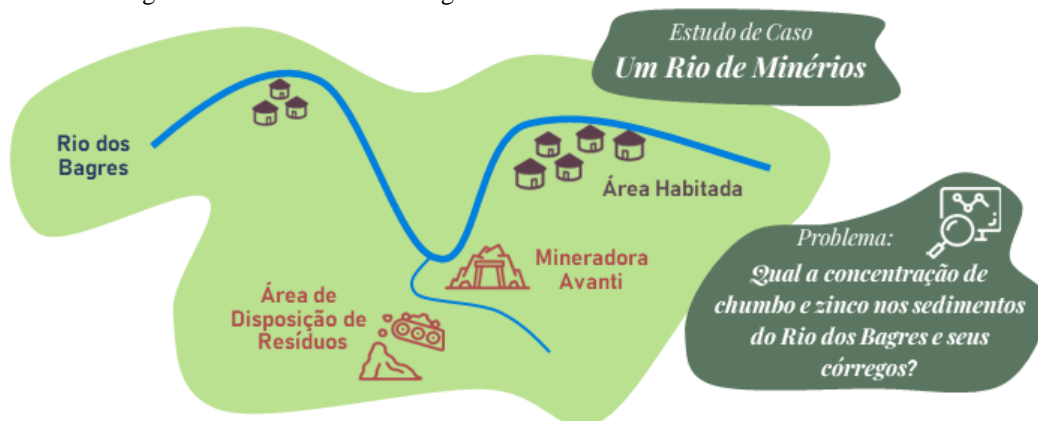 Estudo de Caso
Um Rio de Minérios
Rio dos
Bagres
Área Habitada
Mineradora
Avanti
Área de
Disposição de
Resíduos
Problema:
Qual a concentração de
chumbo e zinco nos sedimentos
do Rio dos Bagres e seus
córregos?